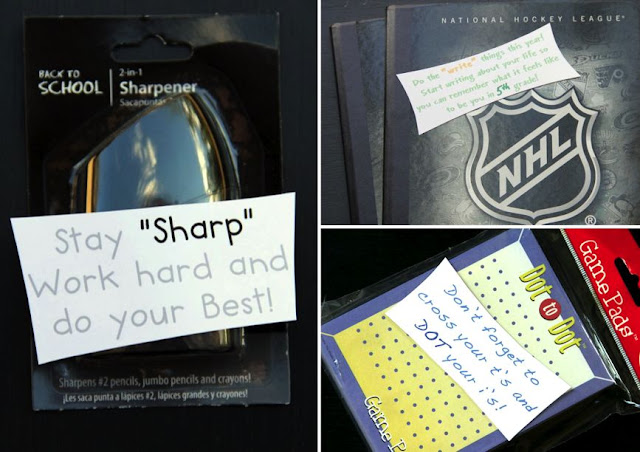 BACK TO
SCHOOL
2-in-1
Sharpener
Sacapuntas
Stay "Sharp"
Work hard and
do your Best!
Sharpens #2 pencils, jumbo pencils and crayons!
¡Les saca punta a lápices #2, lápices grandes y crayones!
NATIONAL HOCKEY LEAGUE®
Do the "write" things this year!
Start writing about your life so
you can remember what it feels like
to be you in 5th grade!
NHL
®
Game Pads™
Dot to Dot
Don't forget to
cross your t's and
DOT your i's!
Game Pads